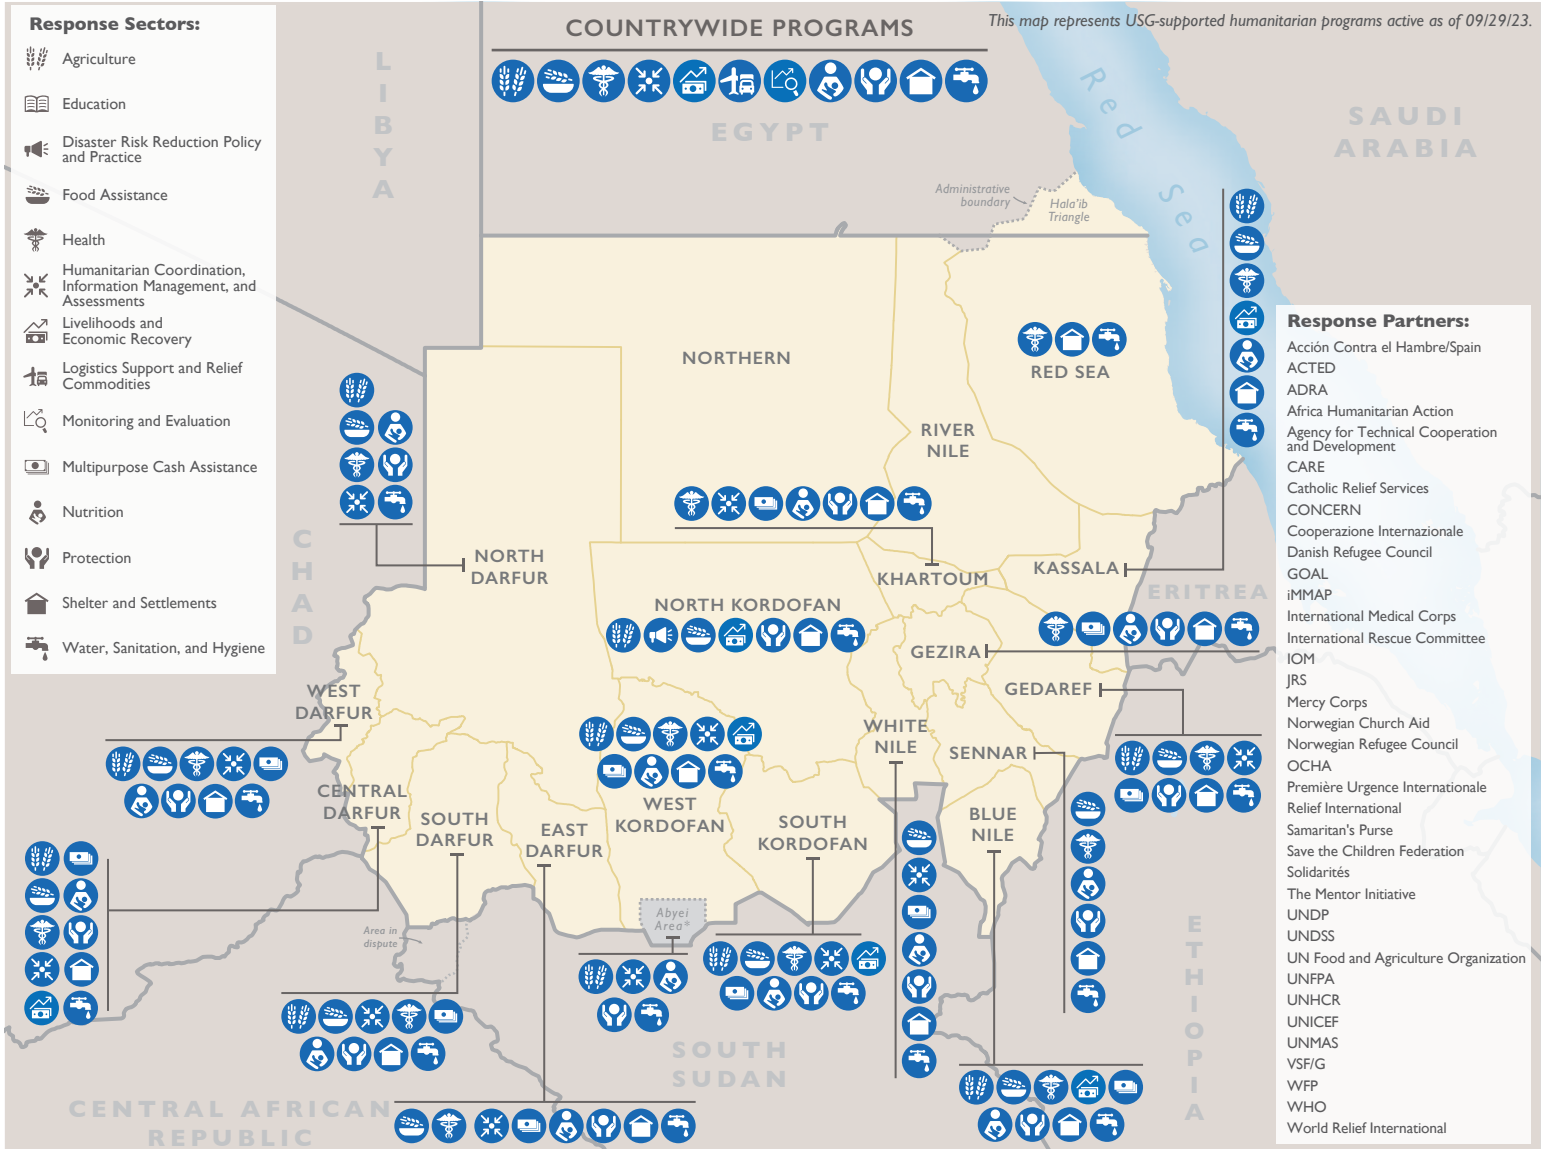 Response Sectors:
Agriculture
Education
Disaster Risk Reduction Policy
and Practice
Food Assistance
Health
Humanitarian Coordination,
Information Management, and
Assessments
Livelihoods and
Economic Recovery
Logistics Support and Relief
Commodities
Monitoring and Evaluation
Multipurpose Cash Assistance
Nutrition
Protection
Shelter and Settlements
Water, Sanitation, and Hygiene
COUNTRYWIDE PROGRAMS
This map represents USG-supported humanitarian programs active as of 09/29/23.
LIBYA
EGYPT
Red Sea
SAUDI
ARABIA
Administrative
boundary
Hala'ib
Triangle
NORTHERN
RED SEA
RIVER
NILE
CHAD
NORTH
DARFUR
KHARTOUM
KASSALA
ERITREA
NORTH KORDOFAN
GEZIRA
GEDAREF
WEST
DARFUR
WHITE
NILE
SENNAR
CENTRAL
DARFUR
SOUTH
DARFUR
EAST
DARFUR
WEST
KORDOFAN
SOUTH
KORDOFAN
BLUE
NILE
Abyei
Area*
Area in
dispute
ETHIOPIA
SOUTH
SUDAN
CENTRAL AFRICAN
REPUBLIC
Response Partners:
Acción Contra el Hambre/Spain
ACTED
ADRA
Africa Humanitarian Action
Agency for Technical Cooperation
and Development
CARE
Catholic Relief Services
CONCERN
Cooperazione Internazionale
Danish Refugee Council
GOAL
iMMAP
International Medical Corps
International Rescue Committee
IOM
JRS
Mercy Corps
Norwegian Church Aid
Norwegian Refugee Council
OCHA
Première Urgence Internationale
Relief International
Samaritan's Purse
Save the Children Federation
Solidarités
The Mentor Initiative
UNDP
UNDSS
UN Food and Agriculture Organization
UNFPA
UNHCR
UNICEF
UNMAS
VSF/G
WFP
WHO
World Relief International